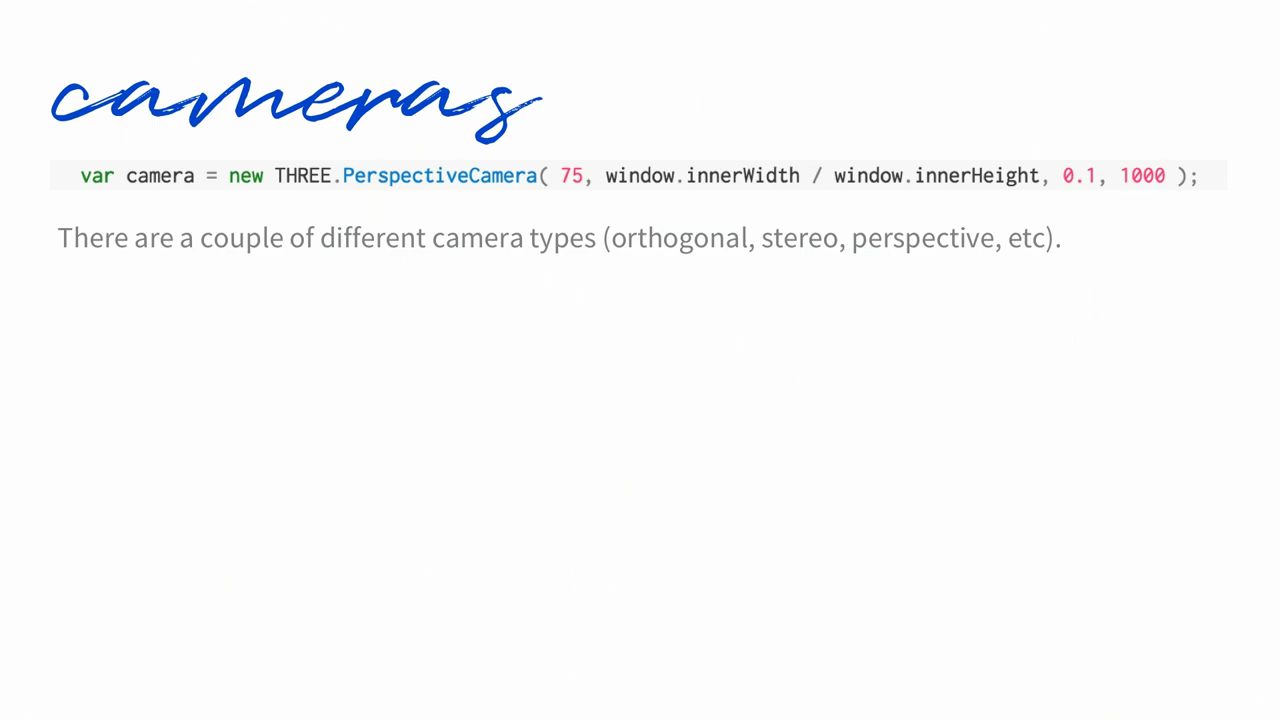 cameras
var camera = new THREE.PerspectiveCamera( 75, window.innerWidth / window.innerHeight, 0.1, 1000 );
There are a couple of different camera types (orthogonal, stereo, perspective, etc).